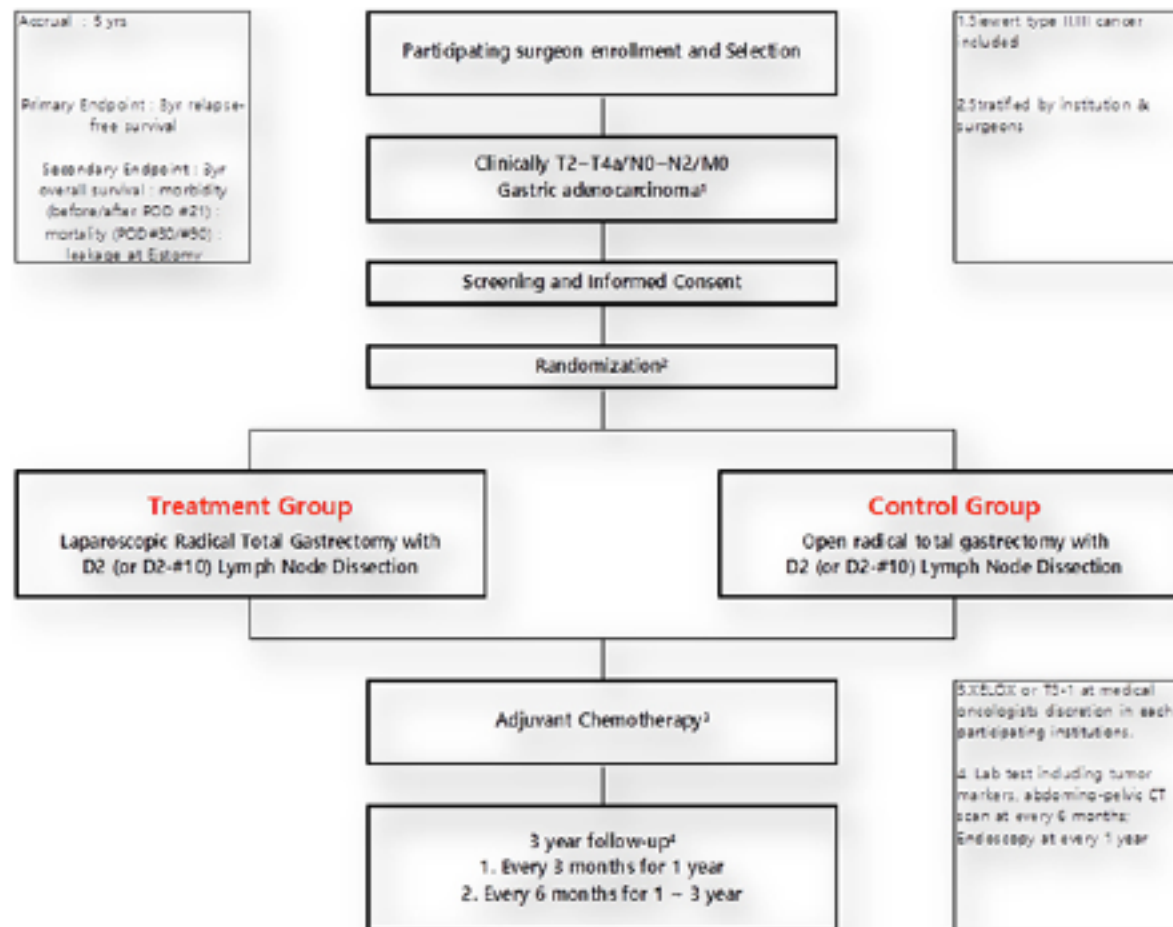 Accrual : 5 yrs
Primary Endpoint : 3yr relapse-
free survival
Secondary Endpoint : 3yr
overall survival : morbidity
(before/after POD #21) :
mortality (POD#30/#90) :
leakage at Estomy
Participating surgeon enrollment and Selection
1.Siewert type II,III cancer
included
2.Stratified by institution &
surgeons
Clinically T2~T4a/N0~N2/M0
Gastric adenocarcinoma¹
Screening and Informed Consent
Randomization²
Treatment Group
Laparoscopic Radical Total Gastrectomy with
D2 (or D2-#10) Lymph Node Dissection
Control Group
Open radical total gastrectomy with
D2 (or D2-#10) Lymph Node Dissection
Adjuvant Chemotherapy³
3.XELOX or TS-1 at medical
oncologists discretion in each
participating institutions.
4. Lab test including tumor
markers, abdomino-pelvic CT
scan at every 6 months;
Endoscopy at every 1 year
3 year follow-up⁴
1. Every 3 months for 1 year
2. Every 6 months for 1 ~ 3 year